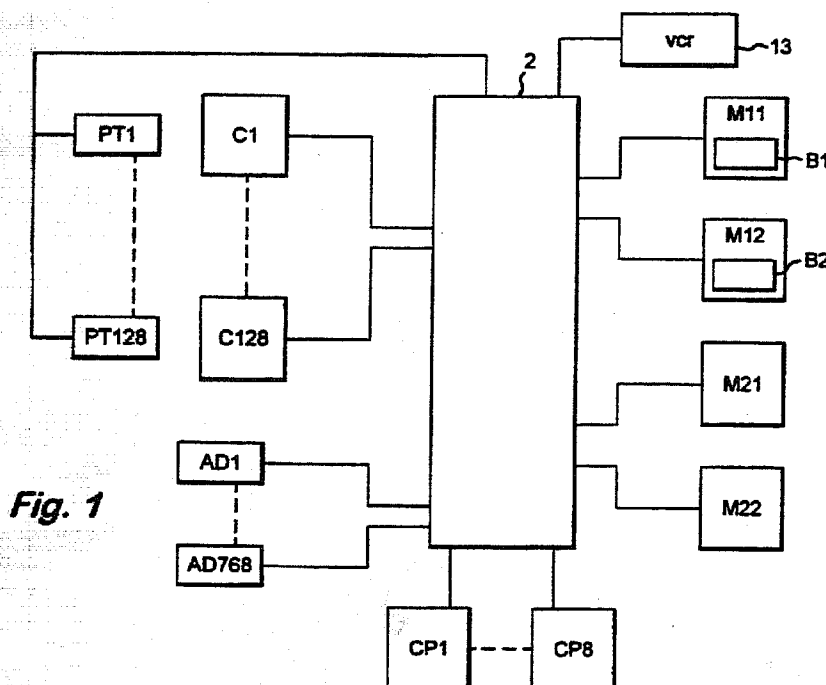 vcr
13
2
M11
B1
PT1
C1
M12
B2
PT128
C128
M21
AD1
Fig. 1
M22
AD768
CP1
CP8